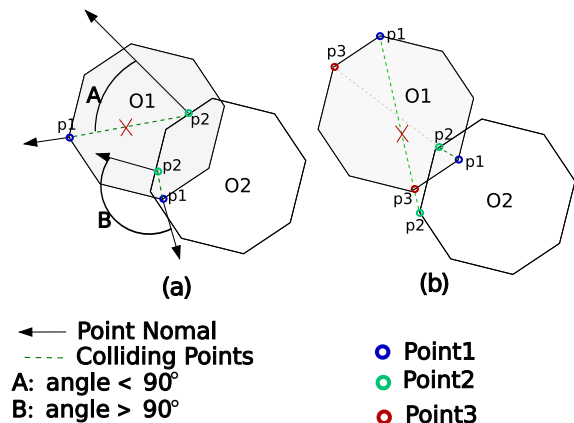 p1
p3
A
O1
O1
p1
p2
p2
p1
p2
p3
O2
O2
p1
p2
B
(a)
(b)
Point Nomal
Colliding Points
A: angle < 90°
B: angle > 90°
Point1
Point2
Point3